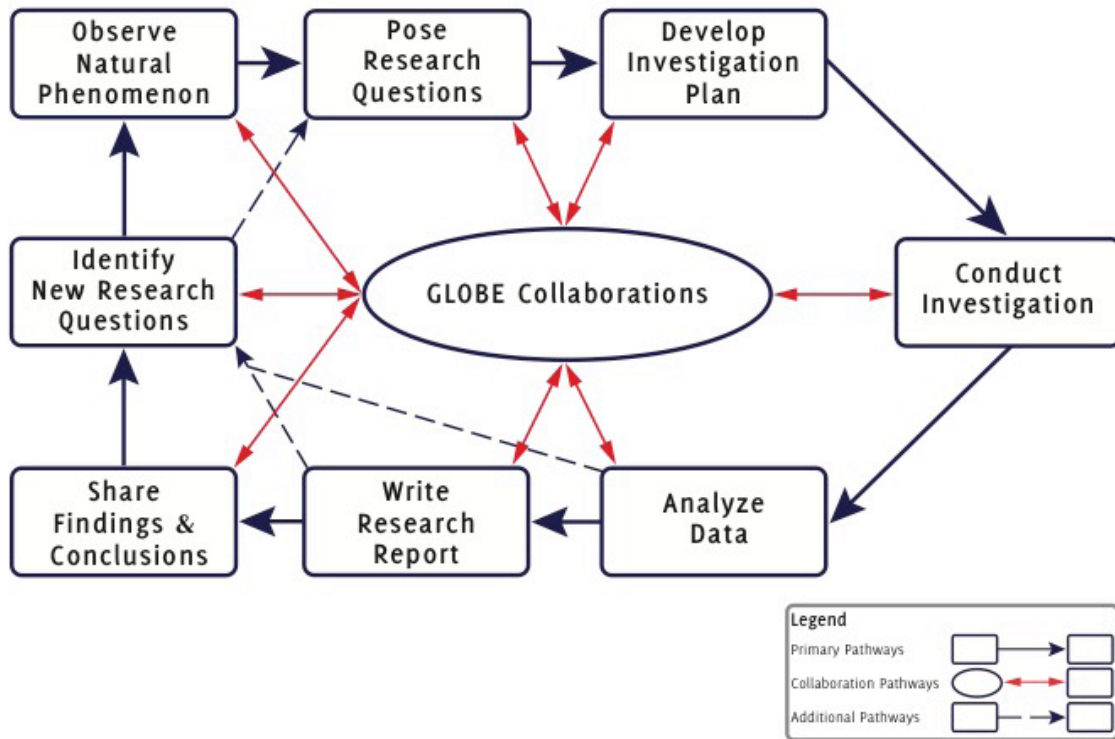 Observe
Natural
Phenomenon
Pose
Research
Questions
Develop
Investigation
Plan
Identify
New Research
Questions
GLOBE Collaborations
Conduct
Investigation
Share
Findings &
Conclusions
Write
Research
Report
Analyze
Data
Legend
Primary Pathways
Collaboration Pathways
Additional Pathways